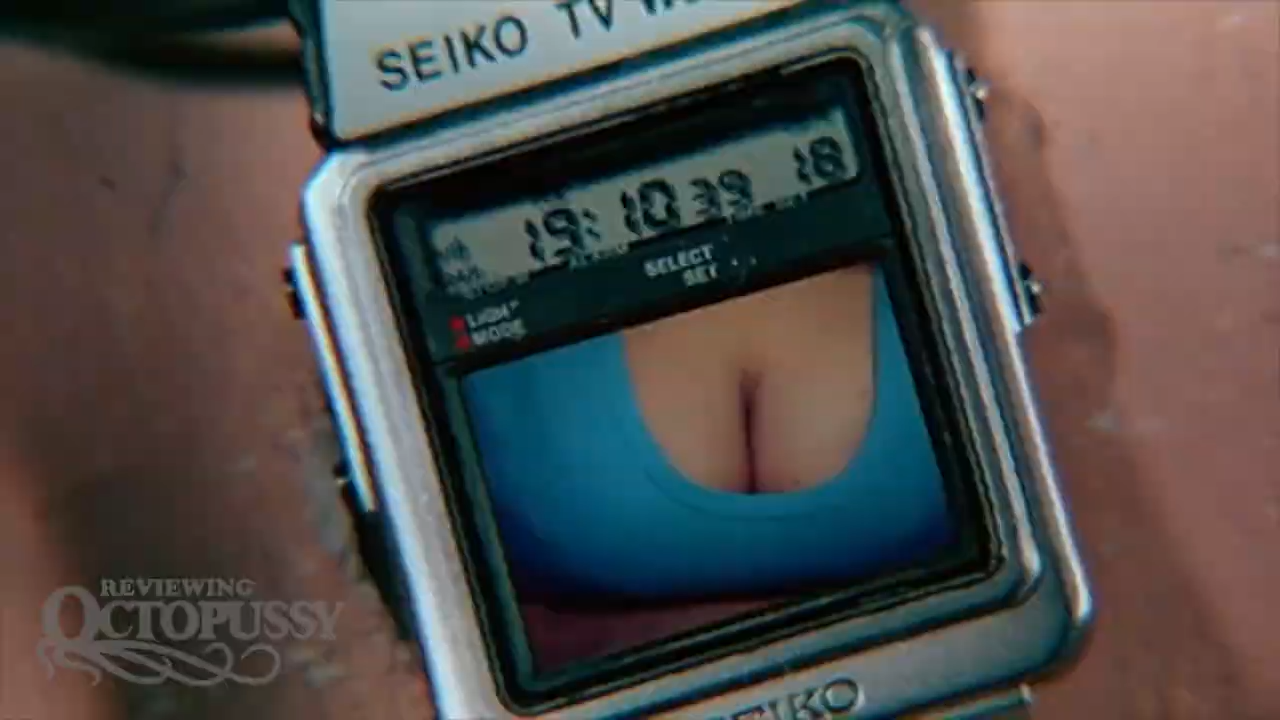 SEIKO TV
19:10 39 18
SELECT
SET
LIGHT
MODE
REVIEWING
OCTOPUSSY
SEIKO